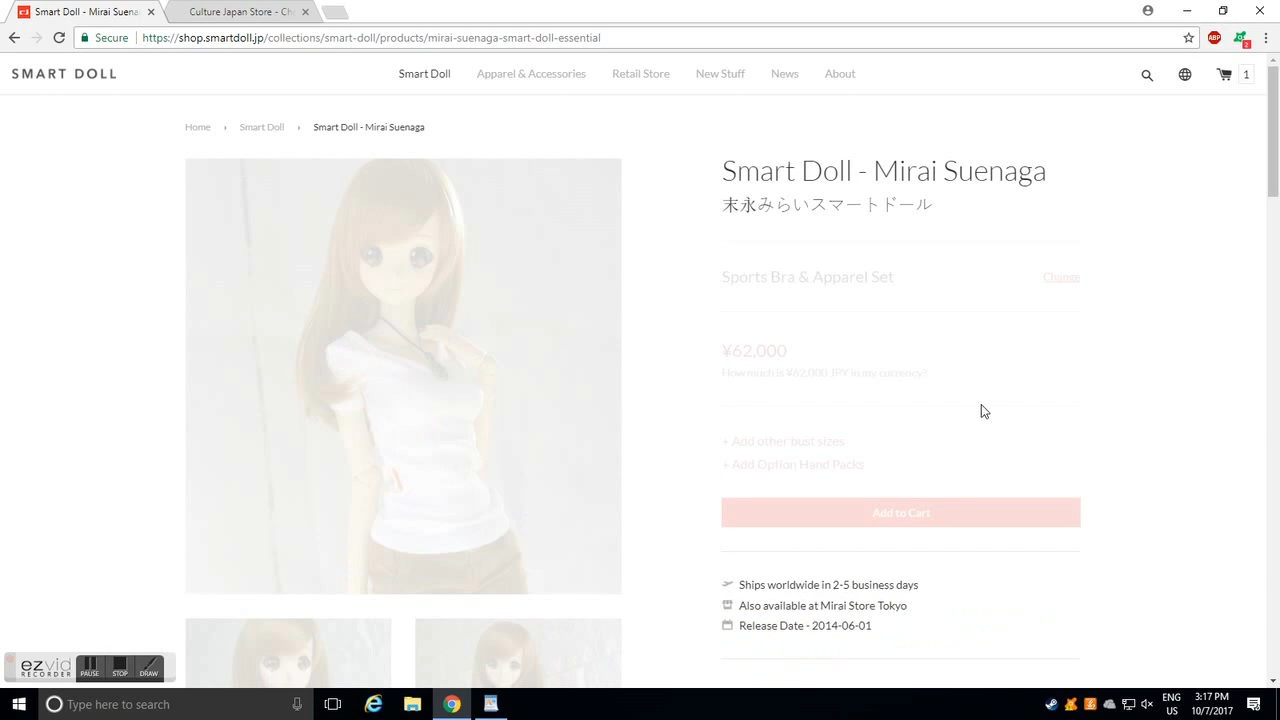 Smart Doll - Mirai Suena
Culture Japan Store - Che
Secure https://shop.smartdoll.jp/collections/smart-doll/products/mirai-suenaga-smart-doll-essential
ABP
2
SMART DOLL
Smart Doll Apparel & Accessories Retail Store New Stuff News About
1
Home › Smart Doll › Smart Doll - Mirai Suenaga
Smart Doll - Mirai Suenaga
末永みらいスマートドール
Sports Bra & Apparel Set Change
¥62,000
How much is ¥62,000 JPY in my currency?
+ Add other bust sizes
+ Add Option Hand Packs
Add to Cart
Ships worldwide in 2-5 business days
Also available at Mirai Store Tokyo
Release Date - 2014-06-01
ezvid
RECORDER
PAUSE STOP DRAW
Type here to search
ENG
US
3:17 PM
10/7/2017